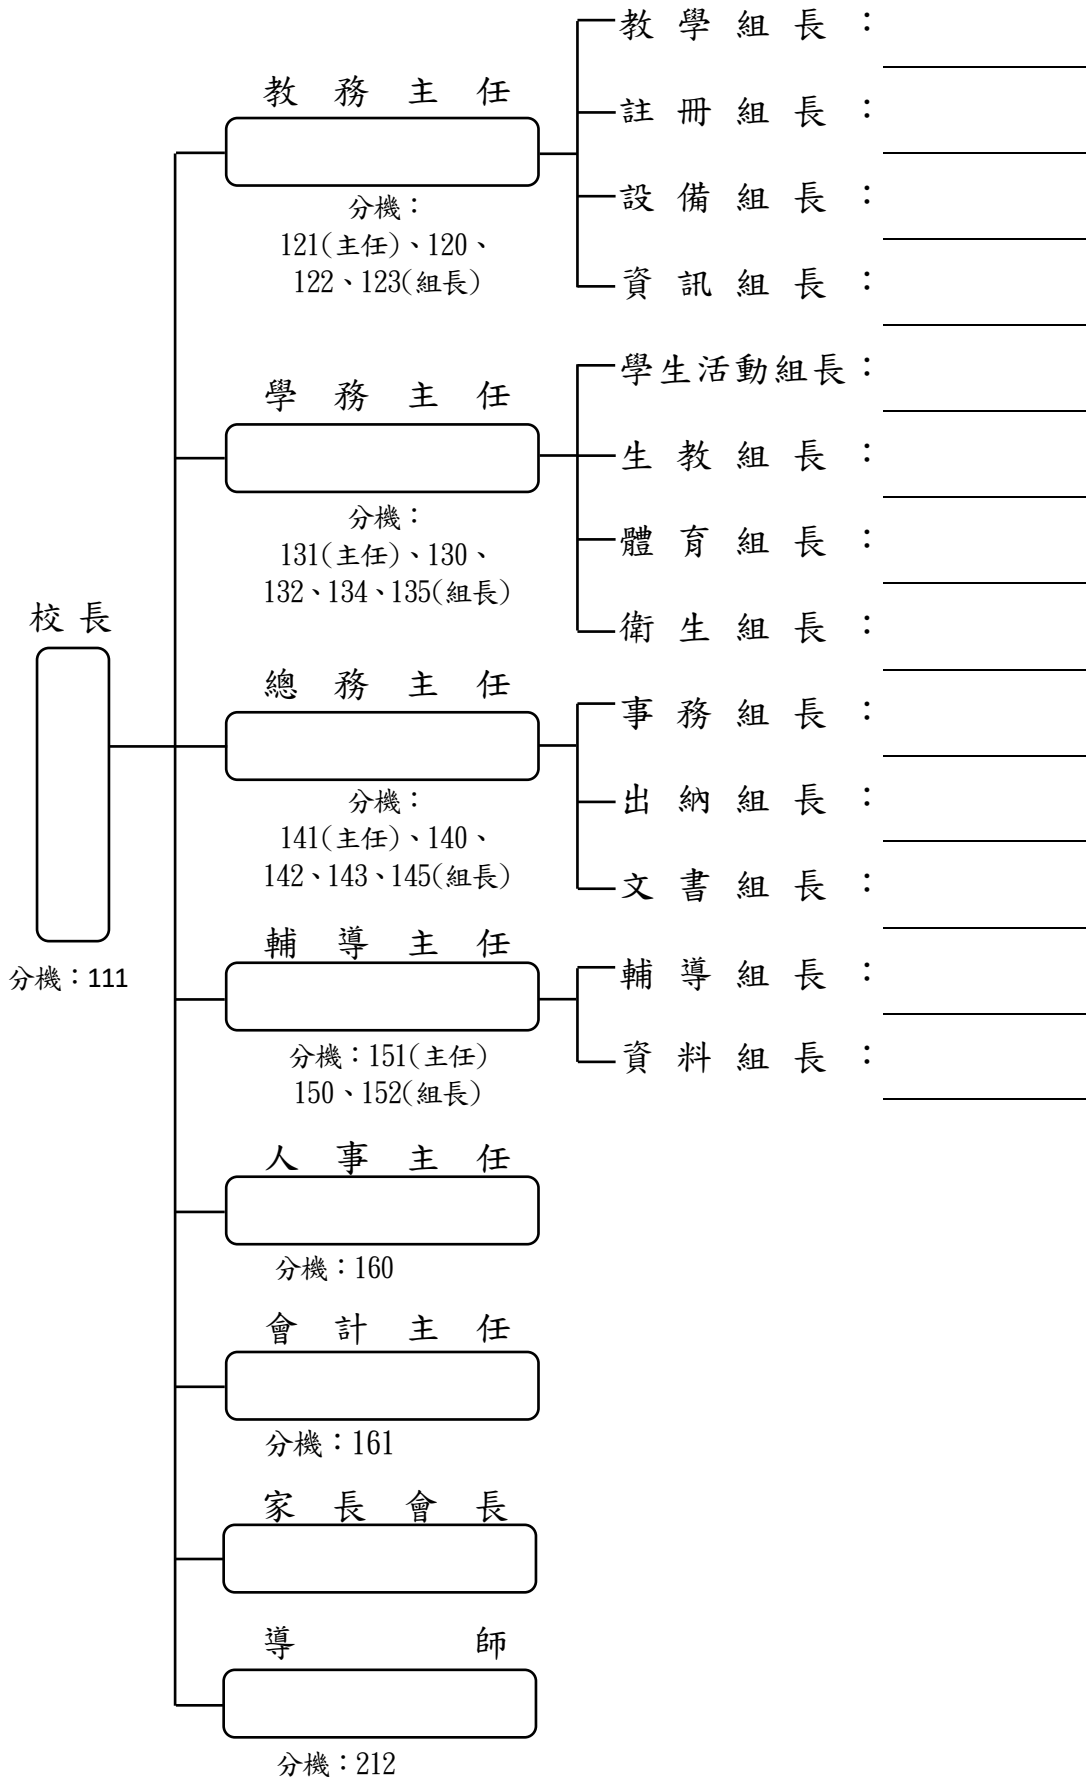 校長
分機：111
教務主任
分機：
121(主任)、120、
122、123(組長)
教學組長：
註冊組長：
設備組長：
資訊組長：
學務主任
分機：
131(主任)、130、
132、134、135(組長)
學生活動組長：
生教組長：
體育組長：
衛生組長：
總務主任
分機：
141(主任)、140、
142、143、145(組長)
事務組長：
出納組長：
文書組長：
輔導主任
分機：151(主任)
150、152(組長)
輔導組長：
資料組長：
人事主任
分機：160
會計主任
分機：161
家長會長
導師
分機：212